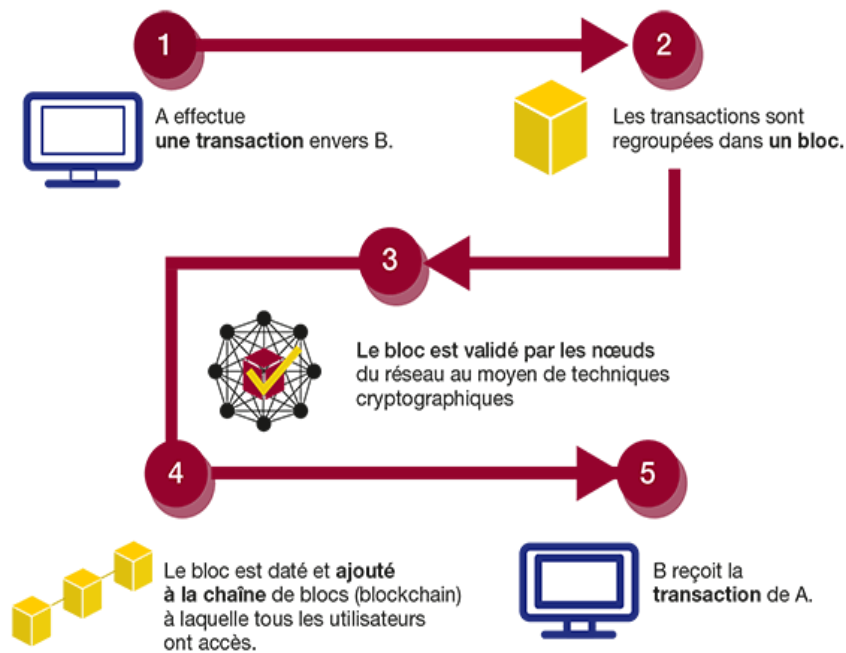 1
2
A effectue
une transaction envers B.
Les transactions sont
regroupées dans un bloc.
3
Le bloc est validé par les nœuds
du réseau au moyen de techniques
cryptographiques
4
5
Le bloc est daté et ajouté
à la chaîne de blocs (blockchain)
à laquelle tous les utilisateurs
ont accès.
B reçoit la
transaction de A.